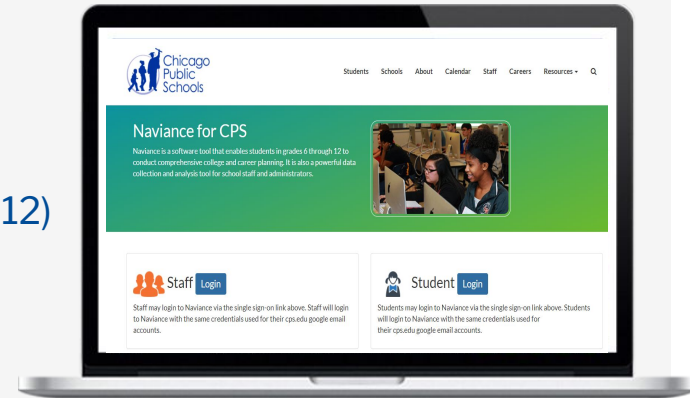 12)
Chicago
Public
Schools
Students Schools About Calendar Staff Careers Resources
Naviance for CPS
Naviance is a software tool that enables students in grades 6 through 12 to
conduct comprehensive college and career planning. It is also a powerful data
collection and analysis tool for school staff and administrators.
Staff Login
Staff may login to Naviance via the single sign-on link above. Staff will login
to Naviance with the same credentials used for their cps.edu google email
accounts.
Student Login
Students may login to Naviance via the single sign-on link above. Students
will login to Naviance with the same credentials used for
their cps.edu google email accounts.